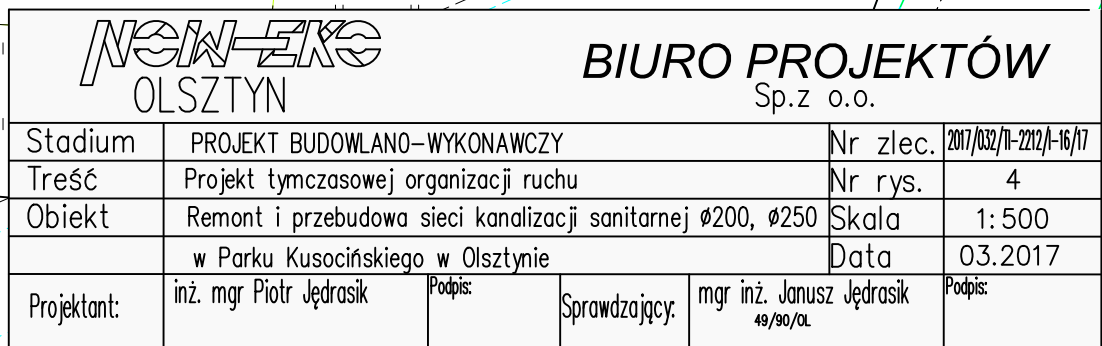 NOW-EKO
OLSZTYN
BIURO PROJEKTÓW
Sp.z o.o.
Stadium PROJEKT BUDOWLANO-WYKONAWCZY Nr zlec. 2017/032/TI-2212/I-16/17
Treść Projekt tymczasowej organizacji ruchu Nr rys. 4
Obiekt Remont i przebudowa sieci kanalizacji sanitarnej ø200, ø250 Skala 1:500
w Parku Kusocińskiego w Olsztynie Data 03.2017
Projektant: inż. mgr Piotr Jędrasik Podpis: Sprawdzający: mgr inż. Janusz Jędrasik Podpis:
49/90/OL